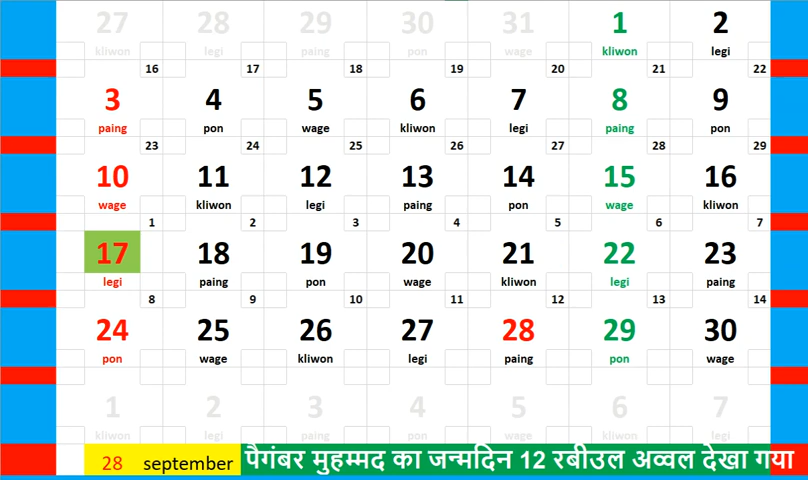 27 28 29 30 31 1 2
kliwon legi paing pon wage kliwon legi
16 17 18 19 20 21 22
3 4 5 6 7 8 9
paing pon wage kliwon legi paing pon
23 24 25 26 27 28 29
10 11 12 13 14 15 16
wage kliwon legi paing pon wage kliwon
1 2 3 4 5 6 7
17 18 19 20 21 22 23
legi paing pon wage kliwon legi paing
8 9 10 11 12 13 14
24 25 26 27 28 29 30
pon wage kliwon legi paing pon wage
1 2 3 4 5 6 7
kliwon legi paing pon wage kliwon legi
28 september पैगंबर मुहम्मद का जन्मदिन 12 रबीउल अव्वल देखा गया